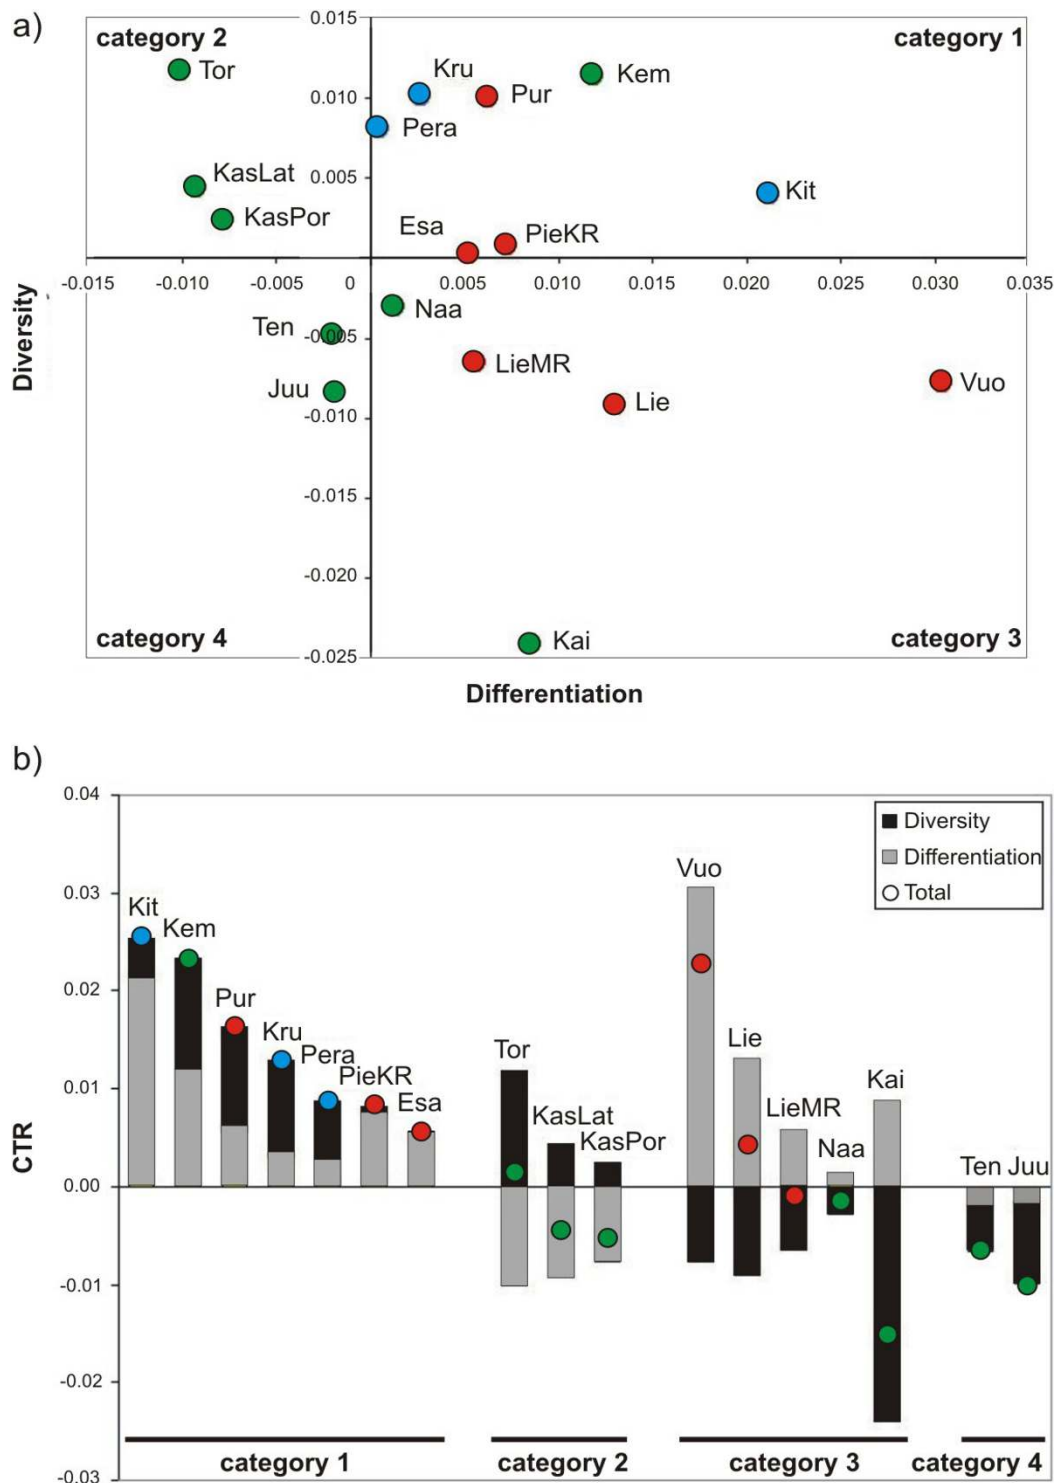 a)
0.015
category 2
category 1
Tor
Kru
Kem
Pur
0.010
Pera
KasLat
0.005
Kit
KasPor
Esa
PieKR
-0.015
-0.010
-0.005
0
0.005
0.010
0.015
0.020
0.025
0.030
0.035
Naa
Ten
-0.005
LieMR
Juu
Vuo
Lie
-0.010
Diversity
-0.015
-0.020
category 4
Kai
category 3
-0.025
Differentiation
b)
0.04
Diversity
Differentiation
Total
Vuo
0.03
Kit
Kem
0.02
Pur
Kru
Lie
Tor
Pera
PieKR
Kai
0.01
Esa
KasLat
LieMR
KasPor
Naa
Ten
Juu
CTR
0.00
-0.01
-0.02
category 1
category 2
category 3
category 4
-0.03